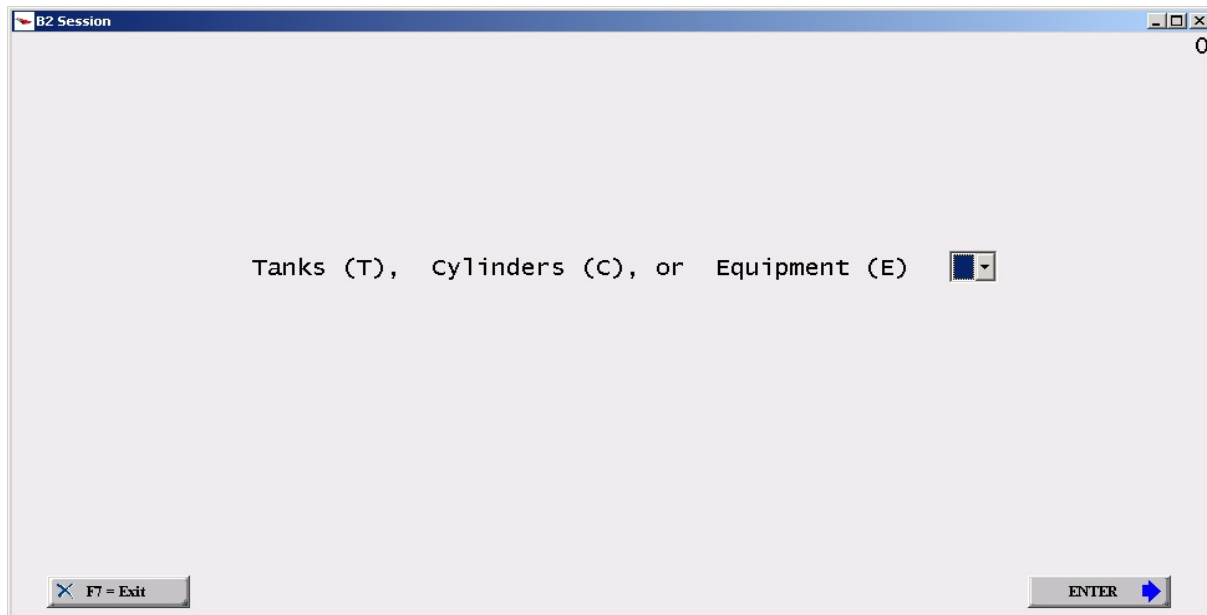 B2 Session
0
Tanks (T), Cylinders (C), or Equipment (E)
F7 = Exit
ENTER